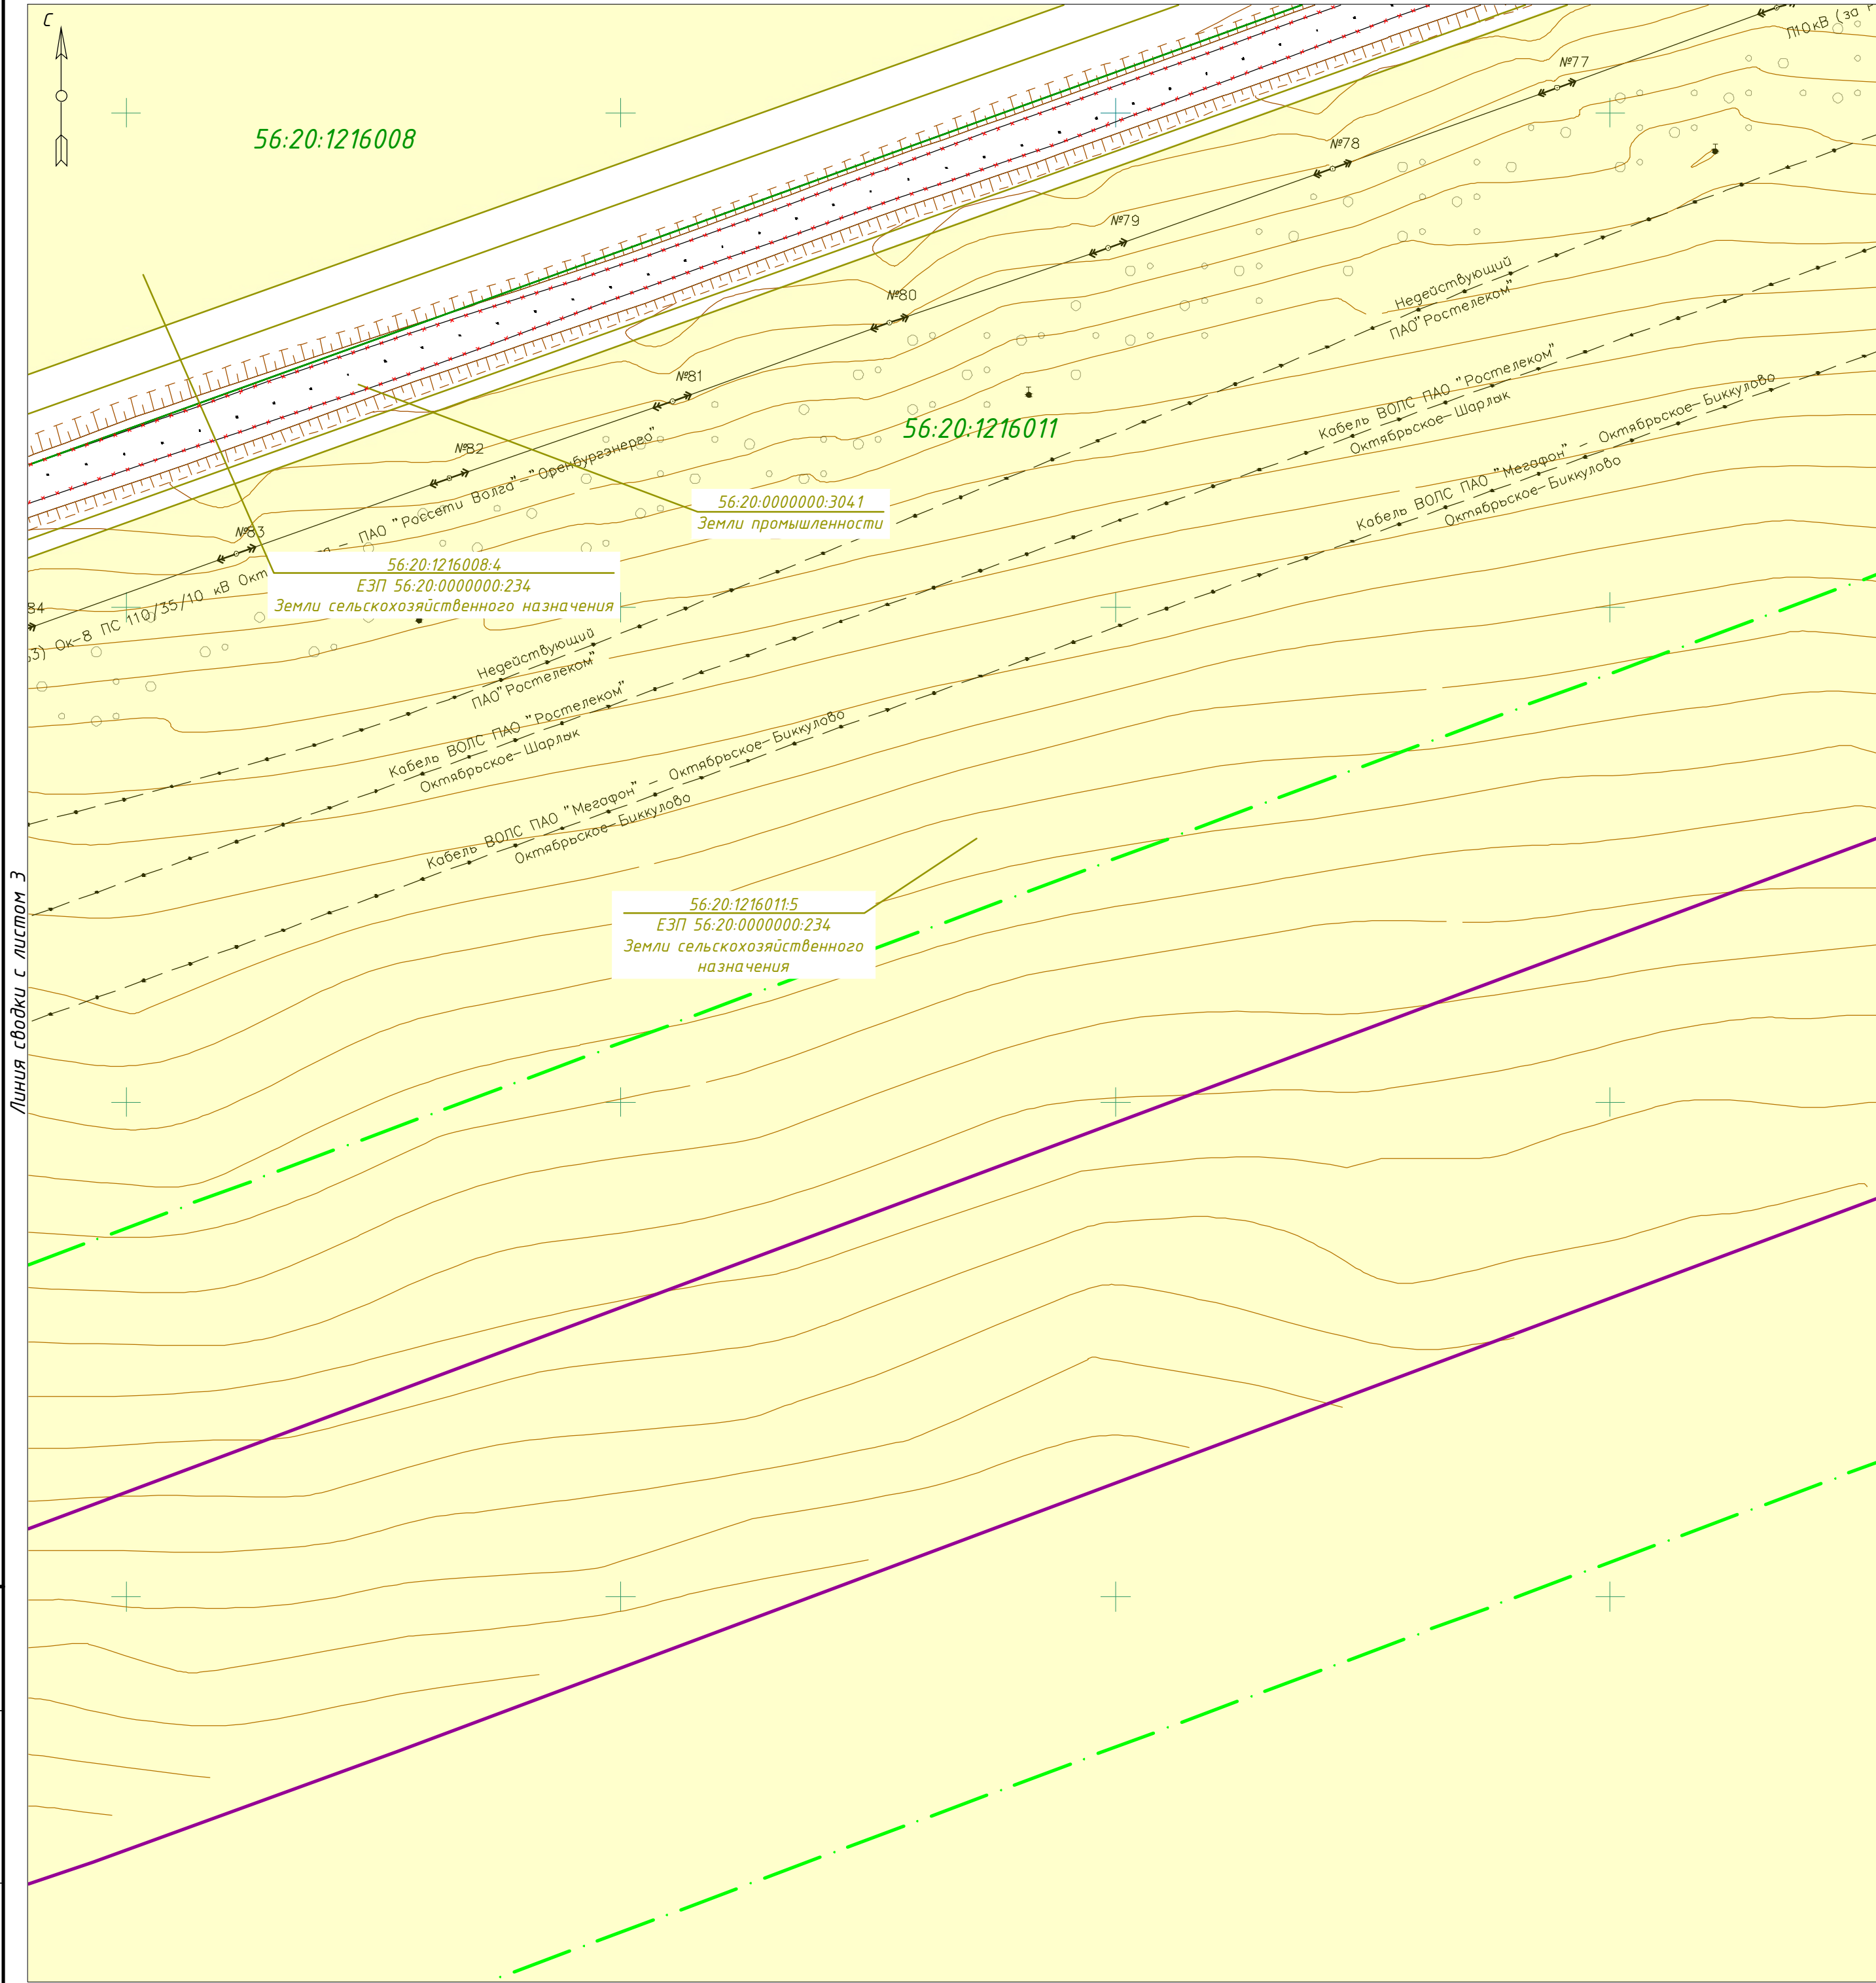 С
П10кВ (за
№77
56:20:1216008
№78
№79
Недействующий
ПАО"Ростелеком"
№80
Кабель ВОЛС ПАО "Ростелеком"
Октябрьское-Шарлык
№81
Кабель ВОЛС ПАО "Мегафон" - Октябрьское-Биккулово
Октябрьское-Биккулово
56:20:1216011
№82
56:20:0000000:3041
Земли промышленности
№83
56:20:1216008:4
ЕЗП 56:20:0000000:234
Земли сельскохозяйственного назначения
84
Ок-8 ПС 110/35/10 кВ Окт - ПАО "Россети Волга"-"Оренбургэнерго"
Недействующий
ПАО"Ростелеком"
Кабель ВОЛС ПАО "Ростелеком"
Октябрьское-Шарлык
Кабель ВОЛС ПАО "Мегафон" - Октябрьское-Биккулово
Октябрьское-Биккулово
56:20:1216011:5
ЕЗП 56:20:0000000:234
Земли сельскохозяйственного
назначения
Линия сводки с листом 3